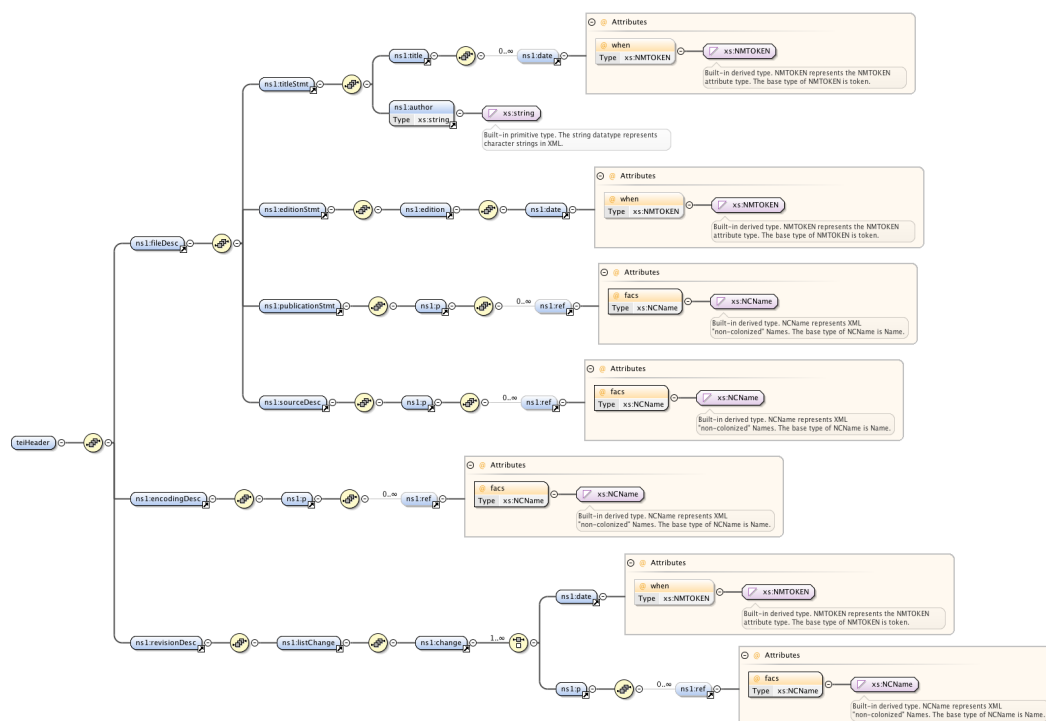 Attributes
when
Type xs:NMTOKEN
xs:NMTOKEN
Built-in derived type. NMTOKEN represents the NMTOKEN
attribute type. The base type of NMTOKEN is token.
ns1:title
0..∞
ns1:date
ns1:titleStmt
ns1:author
Type xs:string
xs:string
Built-in primitive type. The string datatype represents
character strings in XML.
Attributes
when
Type xs:NMTOKEN
xs:NMTOKEN
Built-in derived type. NMTOKEN represents the NMTOKEN
attribute type. The base type of NMTOKEN is token.
ns1:editionStmt
ns1:edition
ns1:date
ns1:fileDesc
Attributes
facs
Type xs:NCName
xs:NCName
Built-in derived type. NCName represents XML
"non-colonized" Names. The base type of NCName is Name.
ns1:publicationStmt
ns1:p
0..∞
ns1:ref
Attributes
facs
Type xs:NCName
xs:NCName
Built-in derived type. NCName represents XML
"non-colonized" Names. The base type of NCName is Name.
ns1:sourceDesc
ns1:p
0..∞
ns1:ref
teiHeader
Attributes
facs
Type xs:NCName
xs:NCName
Built-in derived type. NCName represents XML
"non-colonized" Names. The base type of NCName is Name.
ns1:encodingDesc
ns1:p
0..∞
ns1:ref
Attributes
when
Type xs:NMTOKEN
xs:NMTOKEN
Built-in derived type. NMTOKEN represents the NMTOKEN
attribute type. The base type of NMTOKEN is token.
ns1:date
ns1:revisionDesc
ns1:listChange
ns1:change
1..∞
Attributes
facs
Type xs:NCName
xs:NCName
Built-in derived type. NCName represents XML
"non-colonized" Names. The base type of NCName is Name.
ns1:p
0..∞
ns1:ref